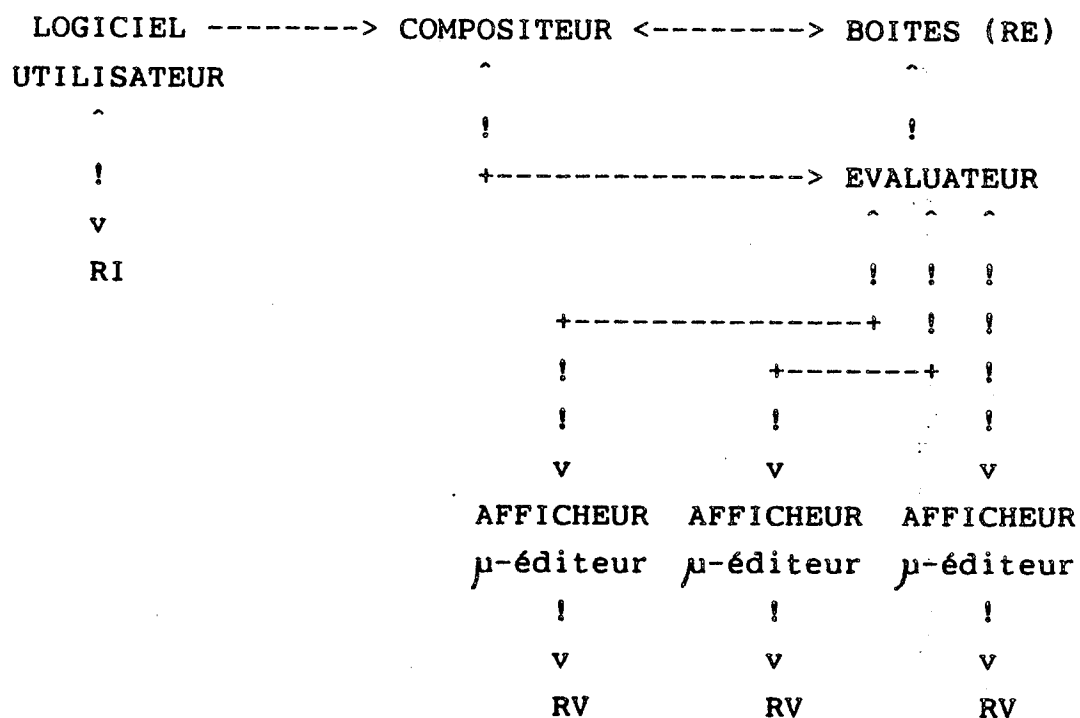 LOGICIEL --------> COMPOSITEUR <--------> BOITES (RE)
UTILISATEUR ^ ^
^ ! !
! +----------------> EVALUATEUR
v ^ ^ ^
RI ! ! !
+---------------+ ! !
! +-------+ !
! ! !
v v v
AFFICHEUR AFFICHEUR AFFICHEUR
µ-éditeur µ-éditeur µ-éditeur
! ! !
v v v
RV RV RV